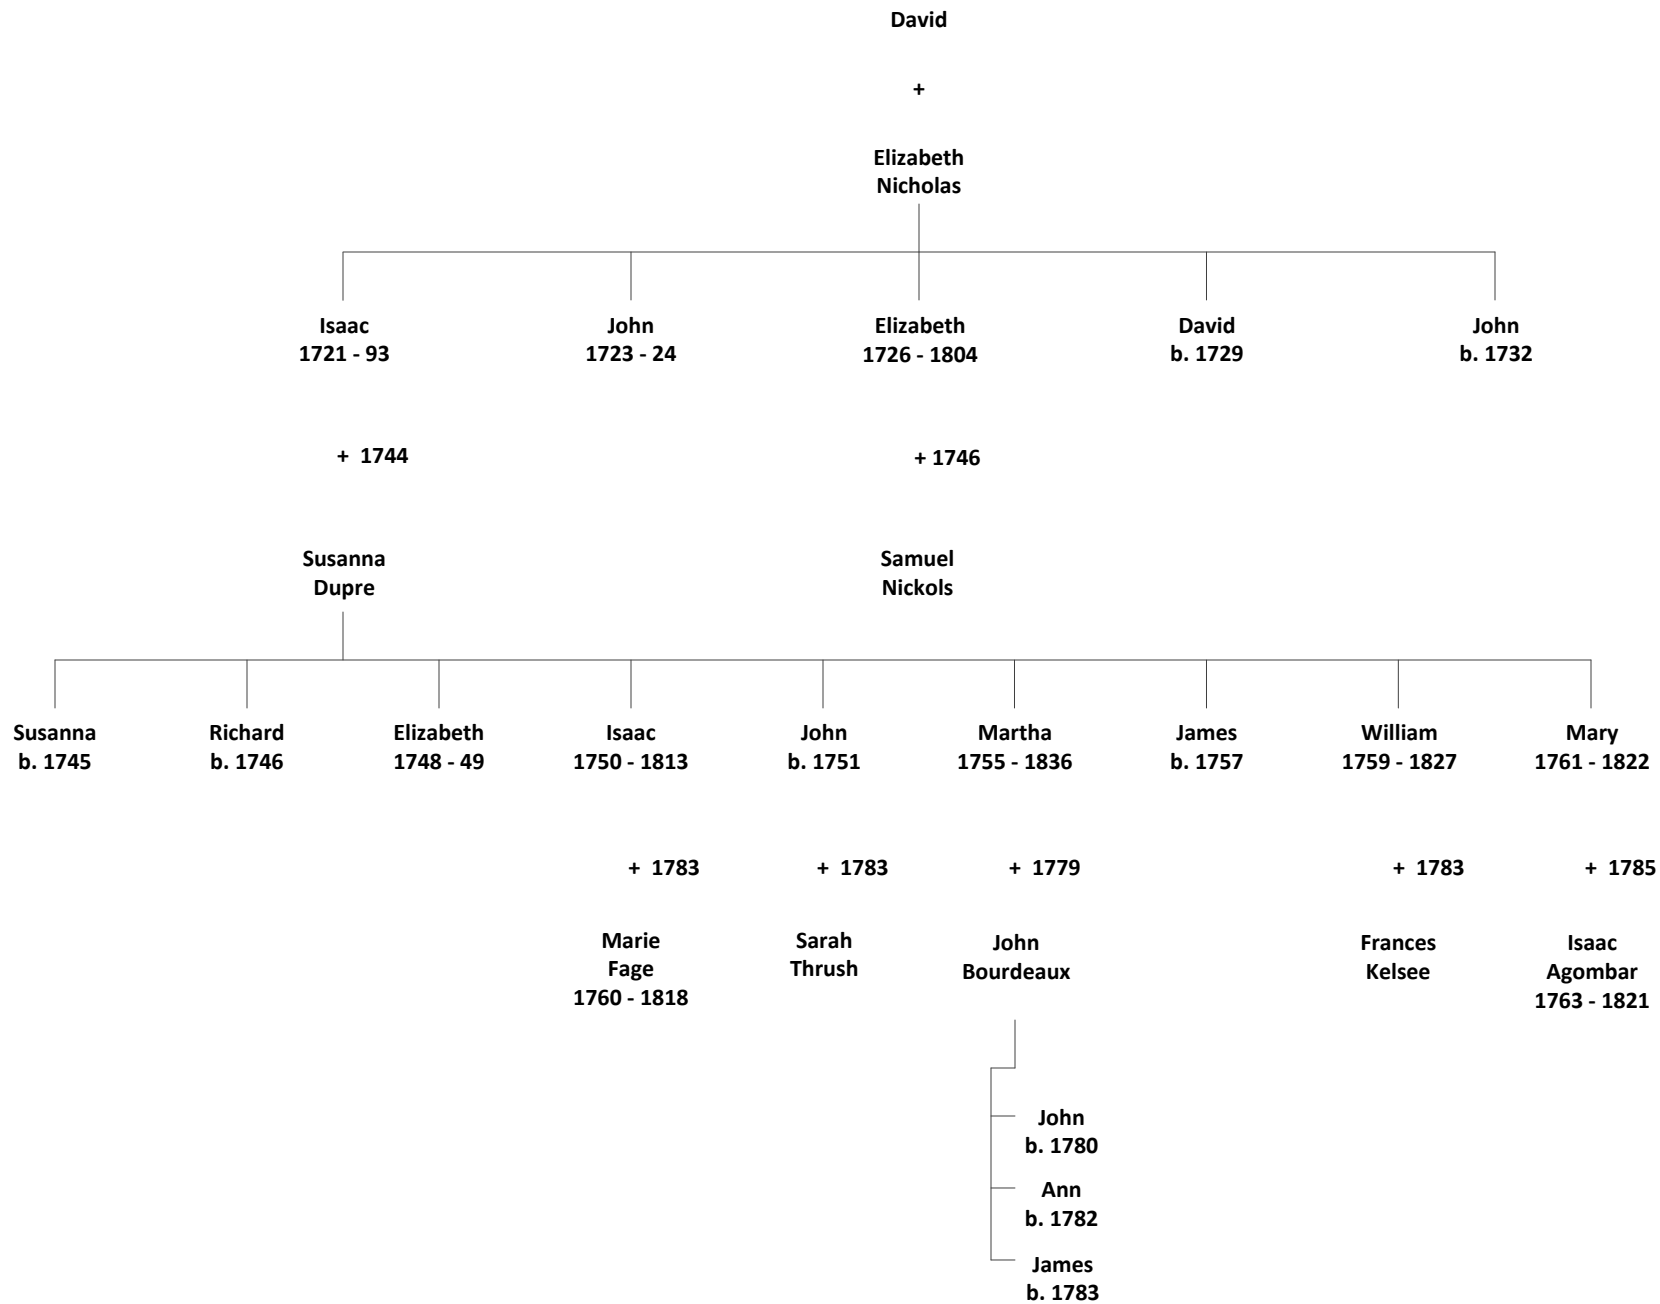 David
+
Elizabeth
Nicholas
Isaac
1721 - 93
John
1723 - 24
Elizabeth
1726 - 1804
David
b. 1729
John
b. 1732
+ 1744
+ 1746
Susanna
Dupre
Samuel
Nickols
Susanna
b. 1745
Richard
b. 1746
Elizabeth
1748 - 49
Isaac
1750 - 1813
John
b. 1751
Martha
1755 - 1836
James
b. 1757
William
1759 - 1827
Mary
1761 - 1822
+ 1783
+ 1783
+ 1779
+ 1783
+ 1785
Marie
Fage
1760 - 1818
Sarah
Thrush
John
Bourdeaux
Frances
Kelsee
Isaac
Agombar
1763 - 1821
John
b. 1780
Ann
b. 1782
James
b. 1783